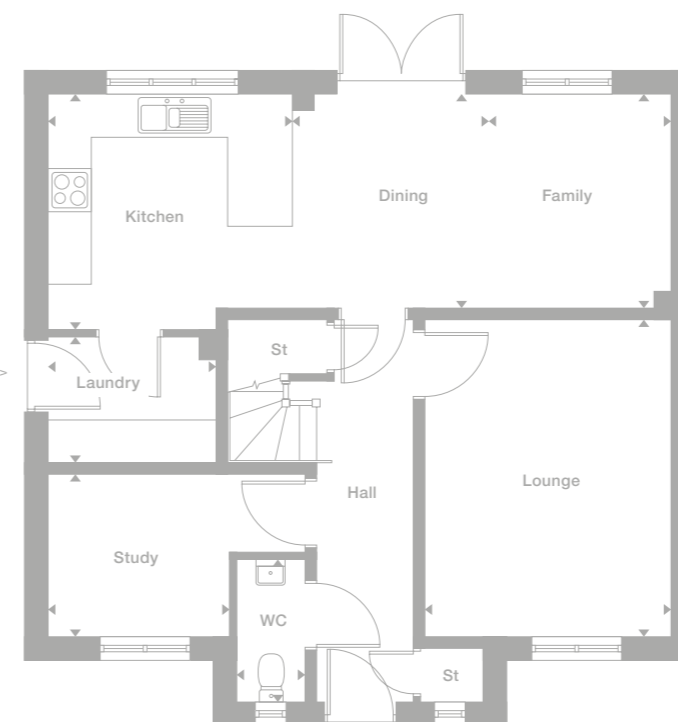 Dining
Family
Kitchen
St
Laundry
Lounge
Hall
Study
WC
St